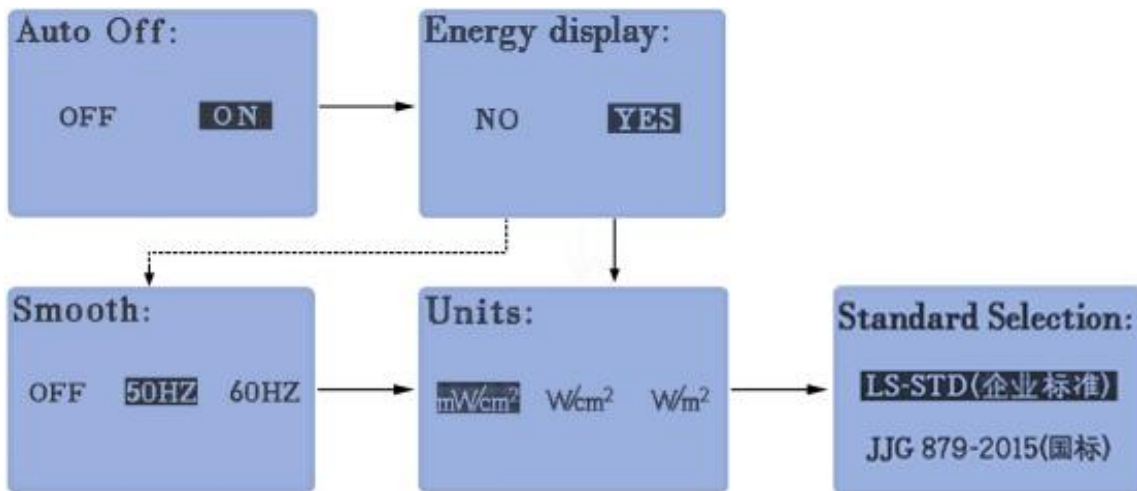 Auto Off:
OFF ON
Energy display:
NO YES
Smooth:
OFF 50HZ 60HZ
Units:
mW/cm² W/cm² W/m²
Standard Selection:
LS-STD(企业标准)
JJG 879-2015(国标)